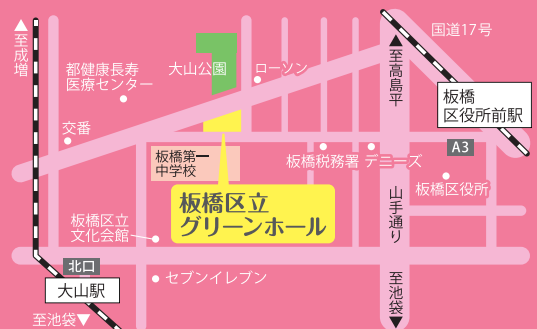 ▲至成増
国道17号
都健康長寿
医療センター
大山公園
ローソン
▲至高島平
板橋
区役所前駅
交番
A3
板橋第一
中学校
板橋税務署
デニーズ
板橋区役所
板橋区立
グリーンホール
山手通り
板橋区立
文化会館
北口
大山駅
セブンイレブン
至池袋▼
至池袋▼